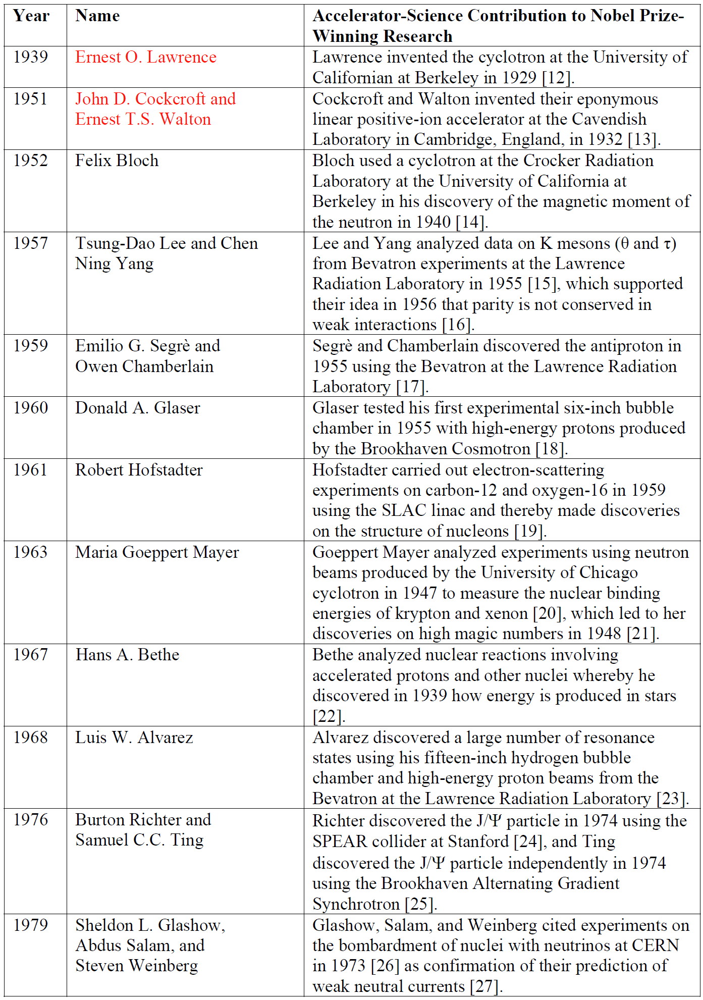 Year Name Accelerator-Science Contribution to Nobel Prize-
Winning Research
1939 Ernest O. Lawrence Lawrence invented the cyclotron at the University of
Californian at Berkeley in 1929 [12].
1951 John D. Cockcroft and Cockcroft and Walton invented their eponymous
Ernest T.S. Walton linear positive-ion accelerator at the Cavendish
Laboratory in Cambridge, England, in 1932 [13].
1952 Felix Bloch Bloch used a cyclotron at the Crocker Radiation
Laboratory at the University of California at
Berkeley in his discovery of the magnetic moment of
the neutron in 1940 [14].
1957 Tsung-Dao Lee and Chen Lee and Yang analyzed data on K mesons (θ and τ)
Ning Yang from Bevatron experiments at the Lawrence
Radiation Laboratory in 1955 [15], which supported
their idea in 1956 that parity is not conserved in
weak interactions [16].
1959 Emilio G. Segrè and Segrè and Chamberlain discovered the antiproton in
Owen Chamberlain 1955 using the Bevatron at the Lawrence Radiation
Laboratory [17].
1960 Donald A. Glaser Glaser tested his first experimental six-inch bubble
chamber in 1955 with high-energy protons produced
by the Brookhaven Cosmotron [18].
1961 Robert Hofstadter Hofstadter carried out electron-scattering
experiments on carbon-12 and oxygen-16 in 1959
using the SLAC linac and thereby made discoveries
on the structure of nucleons [19].
1963 Maria Goeppert Mayer Goeppert Mayer analyzed experiments using neutron
beams produced by the University of Chicago
cyclotron in 1947 to measure the nuclear binding
energies of krypton and xenon [20], which led to her
discoveries on high magic numbers in 1948 [21].
1967 Hans A. Bethe Bethe analyzed nuclear reactions involving
accelerated protons and other nuclei whereby he
discovered in 1939 how energy is produced in stars
[22].
1968 Luis W. Alvarez Alvarez discovered a large number of resonance
states using his fifteen-inch hydrogen bubble
chamber and high-energy proton beams from the
Bevatron at the Lawrence Radiation Laboratory [23].
1976 Burton Richter and Richter discovered the J/Ψ particle in 1974 using the
Samuel C.C. Ting SPEAR collider at Stanford [24], and Ting
discovered the J/Ψ particle independently in 1974
using the Brookhaven Alternating Gradient
Synchrotron [25].
1979 Sheldon L. Glashow, Glashow, Salam, and Weinberg cited experiments on
Abdus Salam, and the bombardment of nuclei with neutrinos at CERN
Steven Weinberg in 1973 [26] as confirmation of their prediction of
weak neutral currents [27].